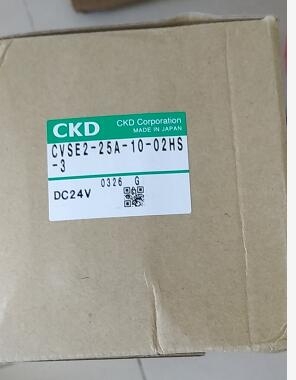 CKD CKD Corporation
MADE IN JAPAN
CVSE2-25A-10-02HS
-3
0326 G
DC24V